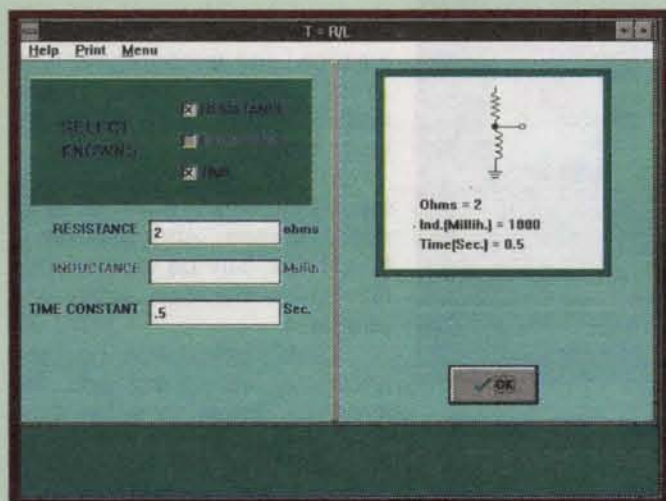 T = R/L
Help Print Menu
SELECT
KNOWNS
RESISTANCE
TIME
RESISTANCE 2 ohms
INDUCTANCE Millih.
TIME CONSTANT .5 Sec.
Ohms = 2
Ind.(Millih.) = 1000
Time(Sec.) = 0.5
OK